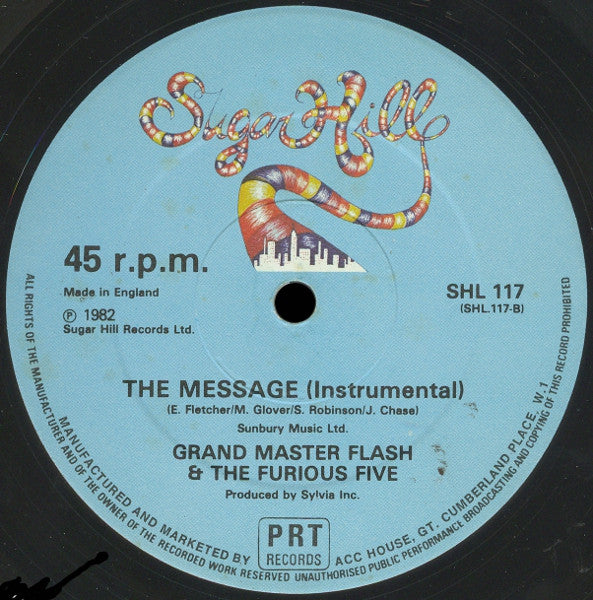 Sugar Hill
45 r.p.m.
Made in England
℗ 1982
Sugar Hill Records Ltd.
SHL 117
(SHL.117-B)
THE MESSAGE (Instrumental)
(E. Fletcher/M. Glover/S. Robinson/J. Chase)
Sunbury Music Ltd.
GRAND MASTER FLASH
& THE FURIOUS FIVE
Produced by Sylvia Inc.
PRT
RECORDS
MANUFACTURED AND MARKETED BY
ACC HOUSE, GT. CUMBERLAND PLACE, W.1
ALL RIGHTS OF THE MANUFACTURER AND OF THE OWNER OF THE RECORDED WORK RESERVED UNAUTHORISED PUBLIC PERFORMANCE BROADCASTING AND COPYING OF THIS RECORD PROHIBITED